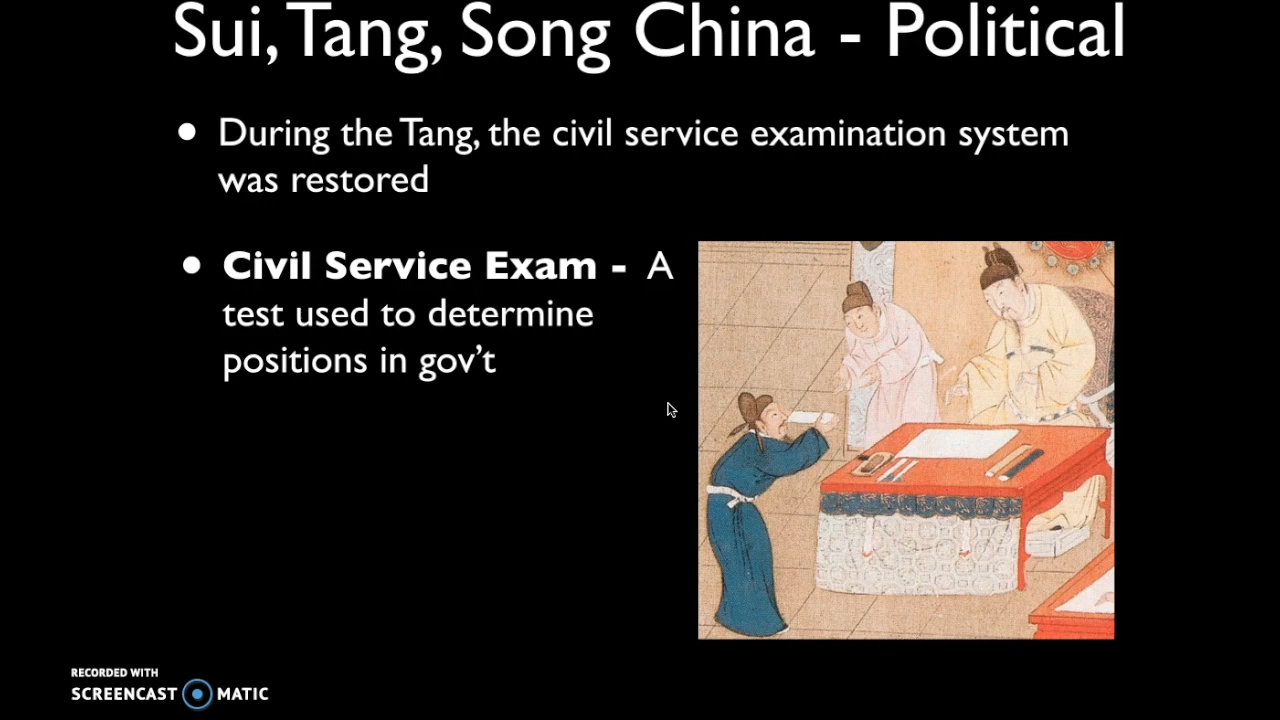 Sui, Tang, Song China - Political
• During the Tang, the civil service examination system
was restored
• Civil Service Exam - A
test used to determine
positions in gov't
RECORDED WITH
SCREENCAST MATIC